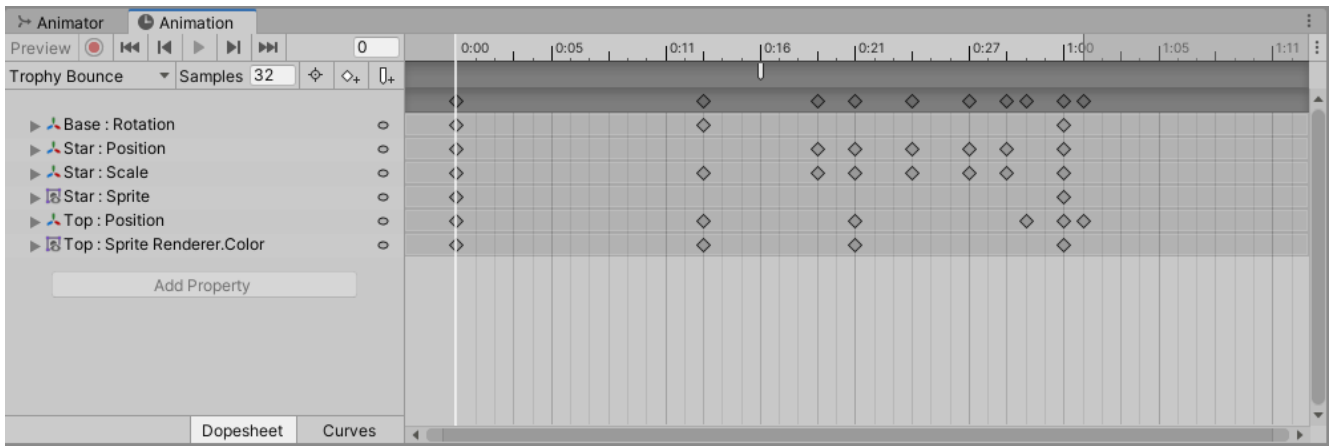 Animator Animation
Preview 0 0:00 0:05 0:11 0:16 0:21 0:27 1:00 1:05 1:11
Trophy Bounce Samples 32
Base : Rotation
Star : Position
Star : Scale
Star : Sprite
Top : Position
Top : Sprite Renderer.Color
Add Property
Dopesheet Curves